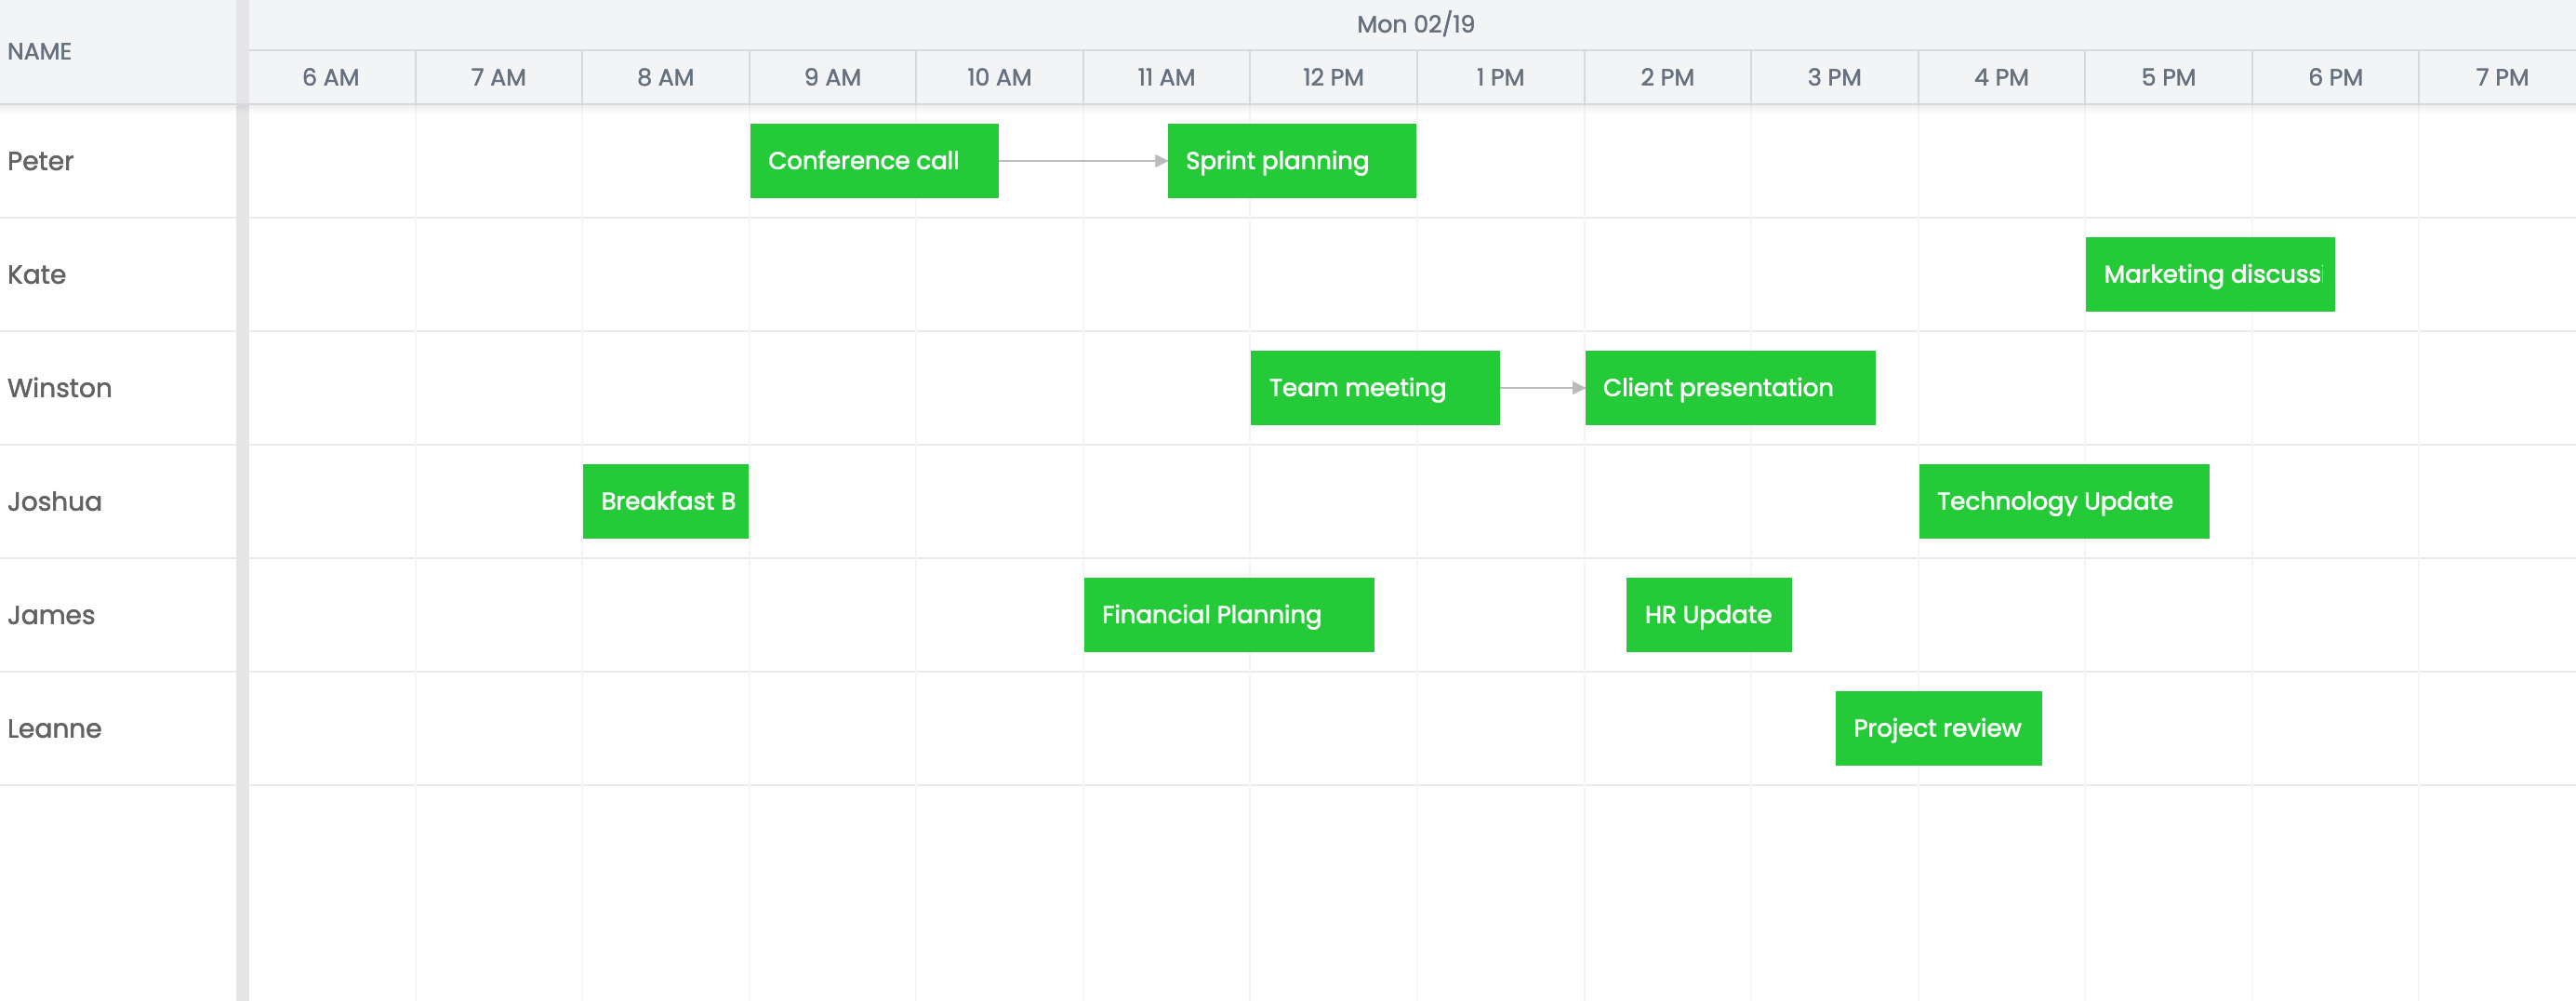 NAME
Mon 02/19
6 AM 7 AM 8 AM 9 AM 10 AM 11 AM 12 PM 1 PM 2 PM 3 PM 4 PM 5 PM 6 PM 7 PM
Peter Conference call Sprint planning
Kate Marketing discussi
Winston Team meeting Client presentation
Joshua Breakfast B Technology Update
James Financial Planning HR Update
Leanne Project review